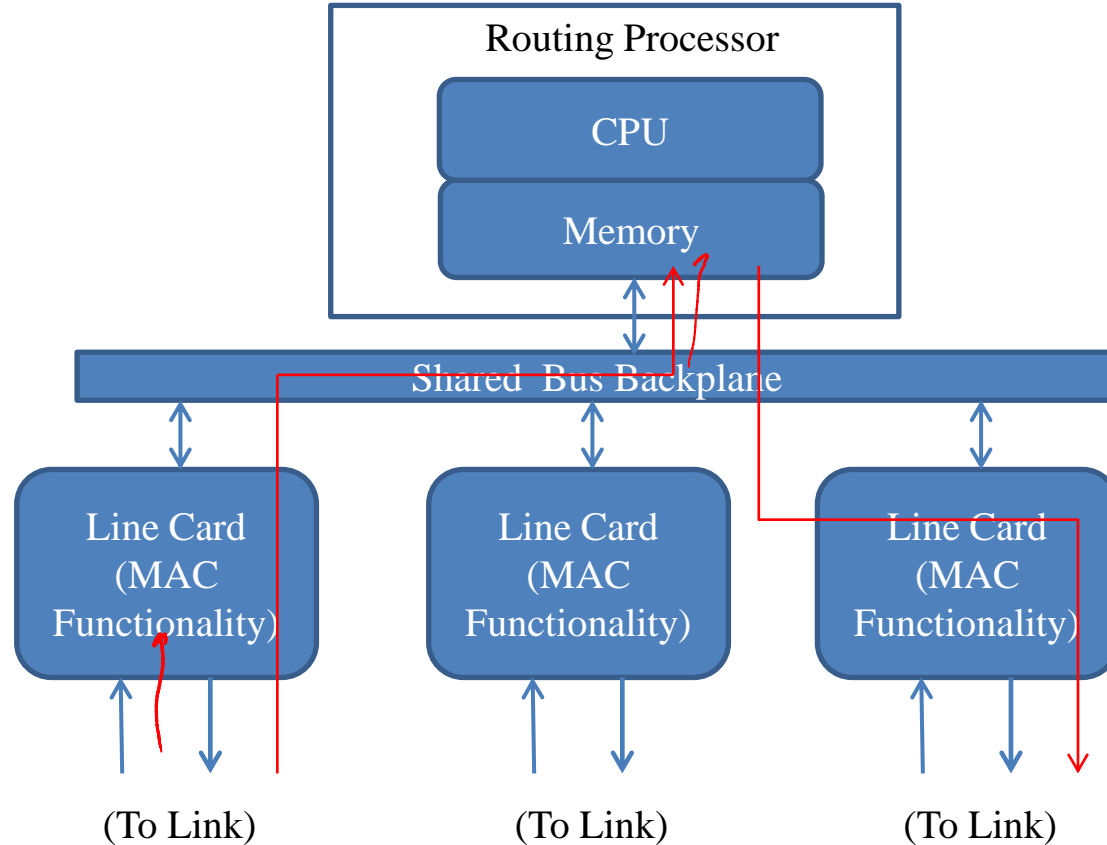 Routing Processor
CPU
Memory
Shared Bus Backplane
Line Card
(MAC
Functionality)
Line Card
(MAC
Functionality)
Line Card
(MAC
Functionality)
(To Link)
(To Link)
(To Link)